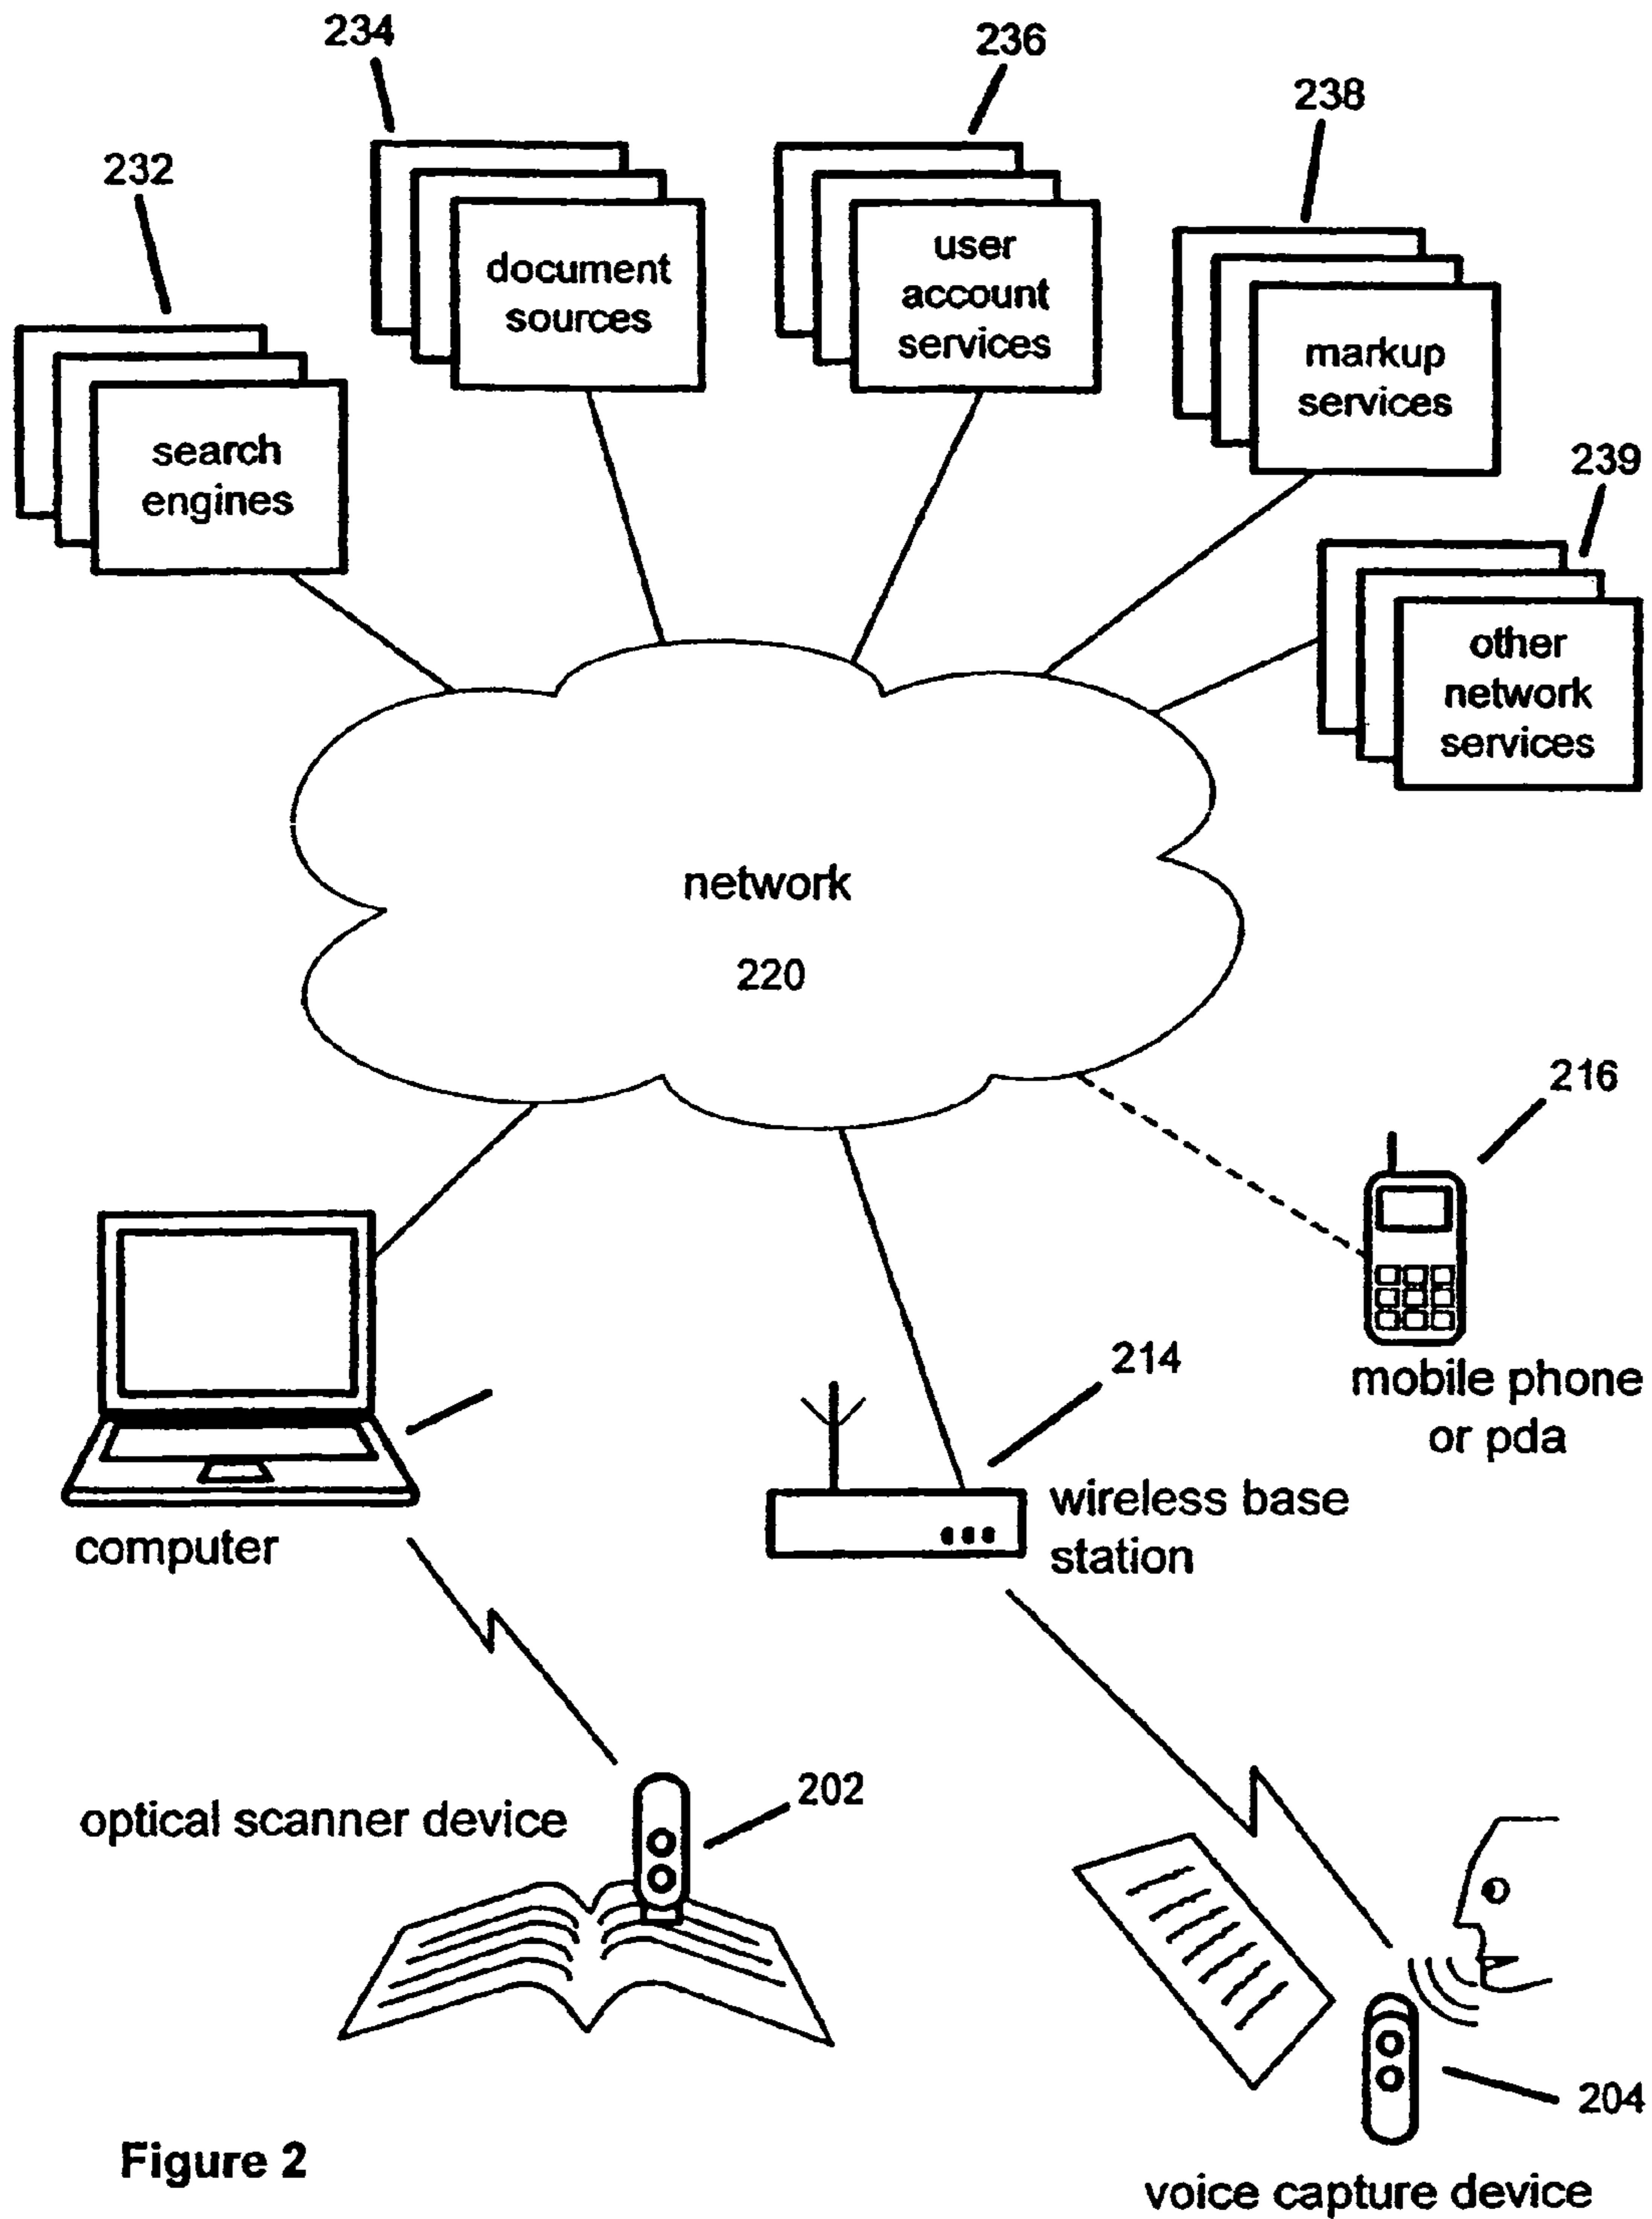 234
236
238
232
document
sources
user
account
services
markup
services
search
engines
239
other
network
services
network
220
216
mobile phone
or pda
214
wireless base
station
computer
202
optical scanner device
204
Figure 2
voice capture device